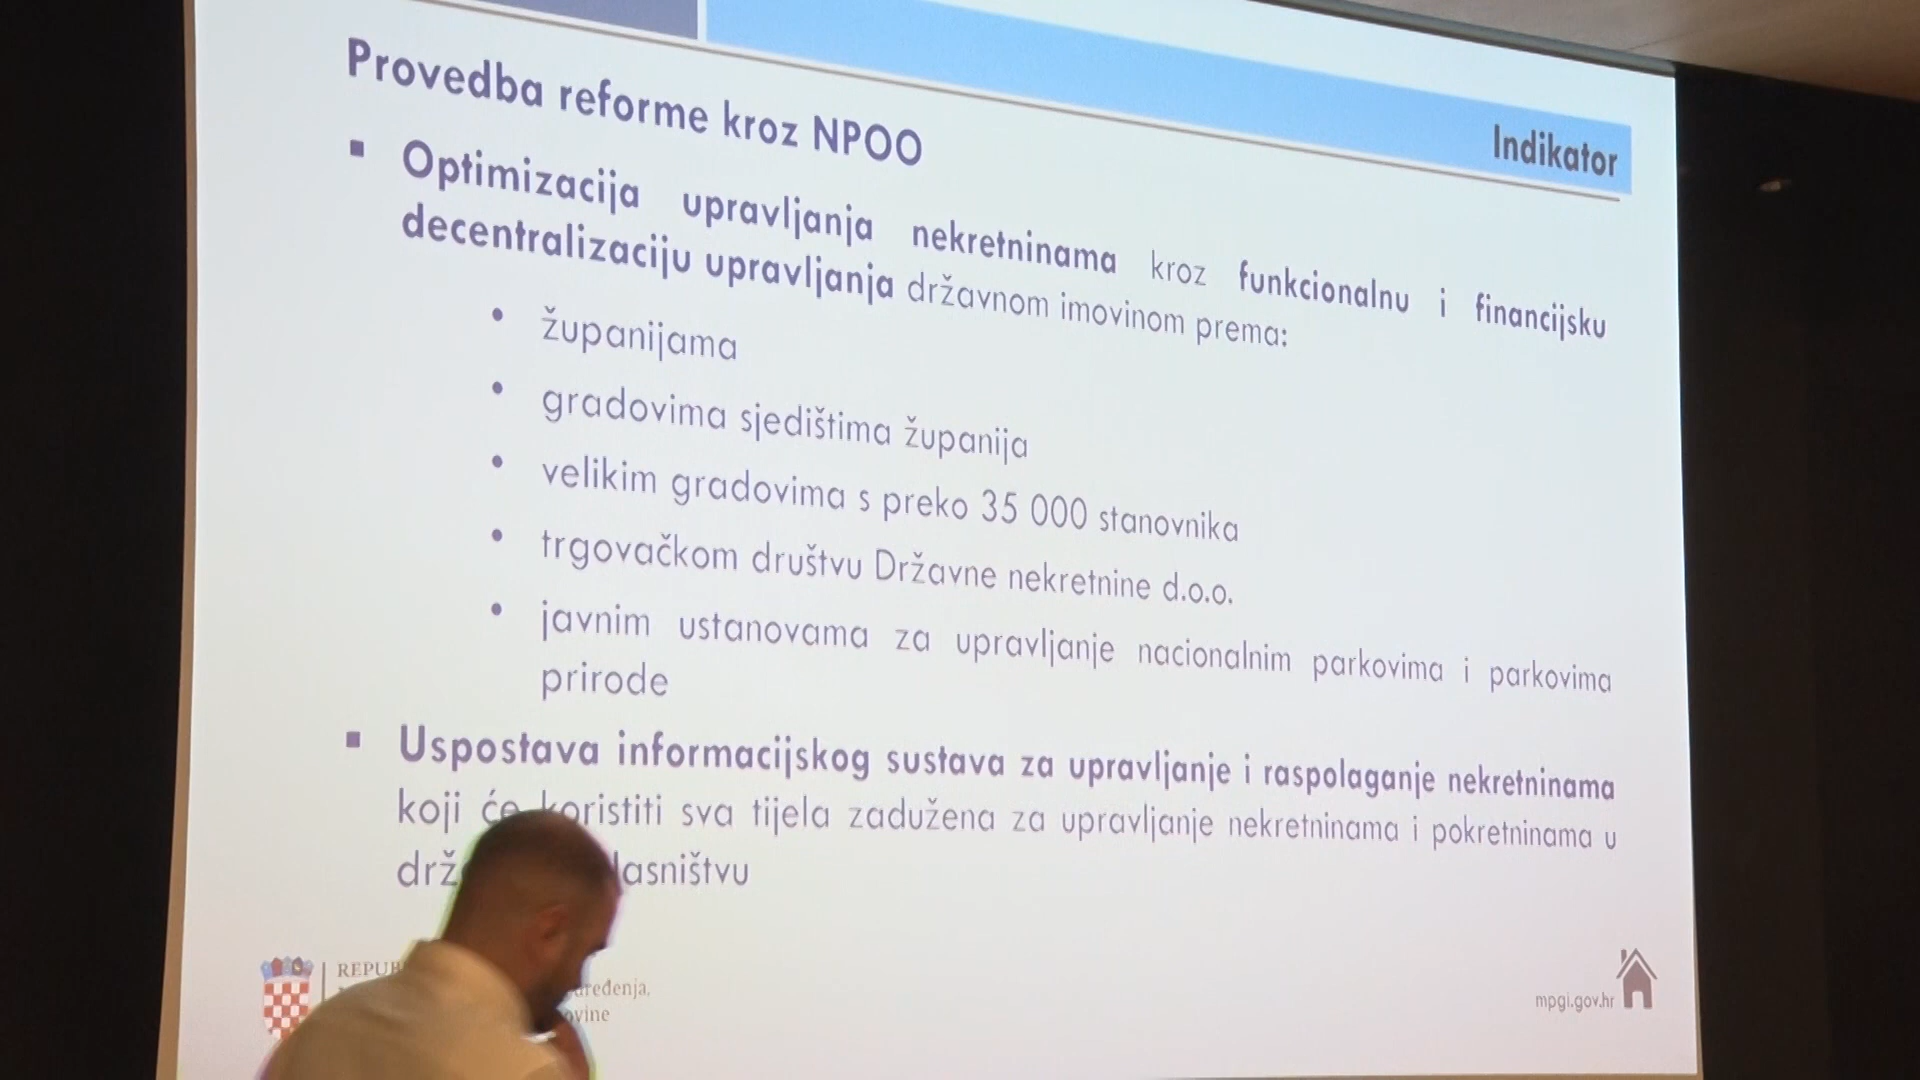 Indikator
Provedba reforme kroz NPOO
▪ Optimizacija upravljanja nekretninama kroz funkcionalnu i financijsku
decentralizaciju upravljanja državnom imovinom prema:
• županijama
• gradovima sjedištima županija
• velikim gradovima s preko 35 000 stanovnika
• trgovačkom društvu Državne nekretnine d.o.o.
• javnim ustanovama za upravljanje nacionalnim parkovima i parkovima
prirode
▪ Uspostava informacijskog sustava za upravljanje i raspolaganje nekretninama
koji će koristiti sva tijela zadužena za upravljanje nekretninama i pokretninama u
mpgi.gov.hr